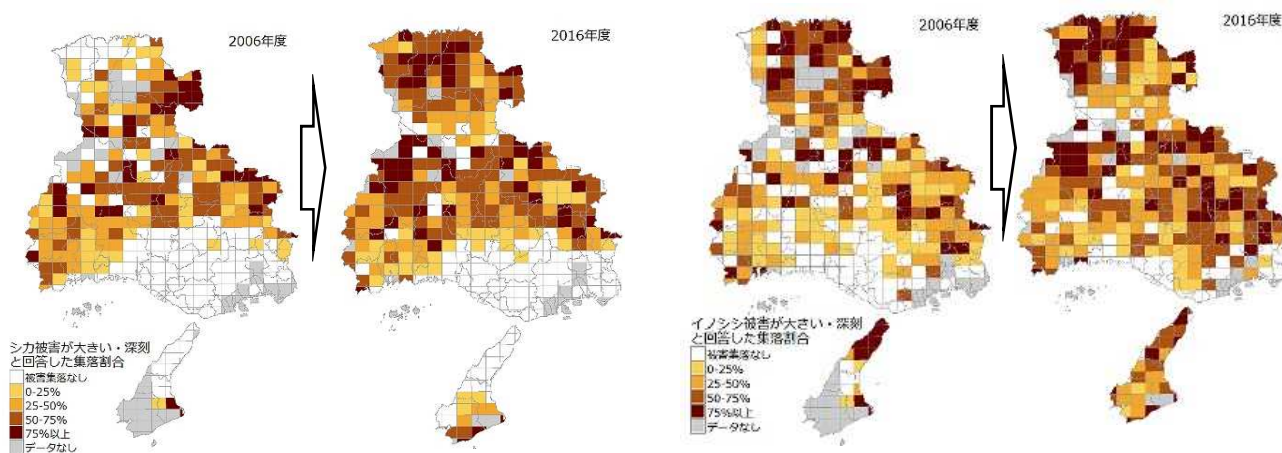 2006年度
2016年度
シカ被害が大きい・深刻
と回答した集落割合
被害集落なし
0-25%
25-50%
50-75%
75%以上
データなし
2006年度
2016年度
イノシシ被害が大きい・深刻
と回答した集落割合
被害集落なし
0-25%
25-50%
50-75%
75%以上
データなし